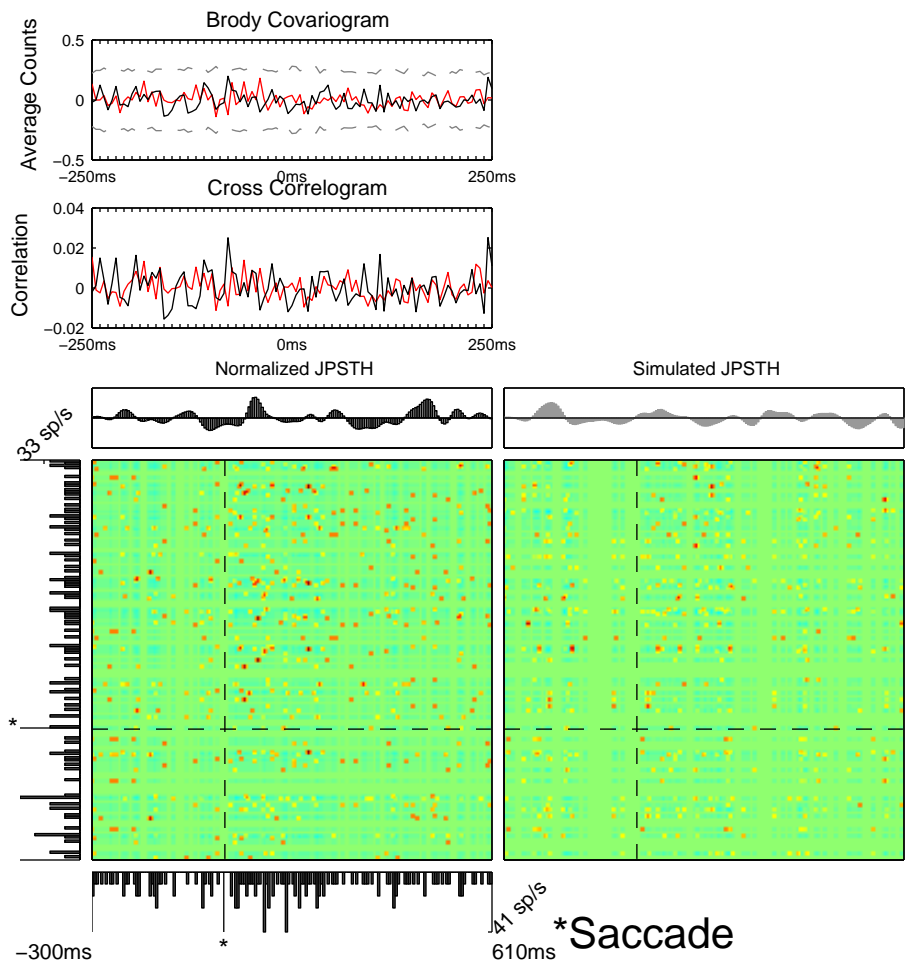 Brody Covariogram
0.5
Average Counts
0
−0.5
−250ms
0ms
250ms
Cross Correlogram
0.04
Correlation
0.02
0
−0.02
−250ms
0ms
250ms
Normalized JPSTH
Simulated JPSTH
33 sp/s
*
*
41 sp/s
−300ms
610ms
*Saccade